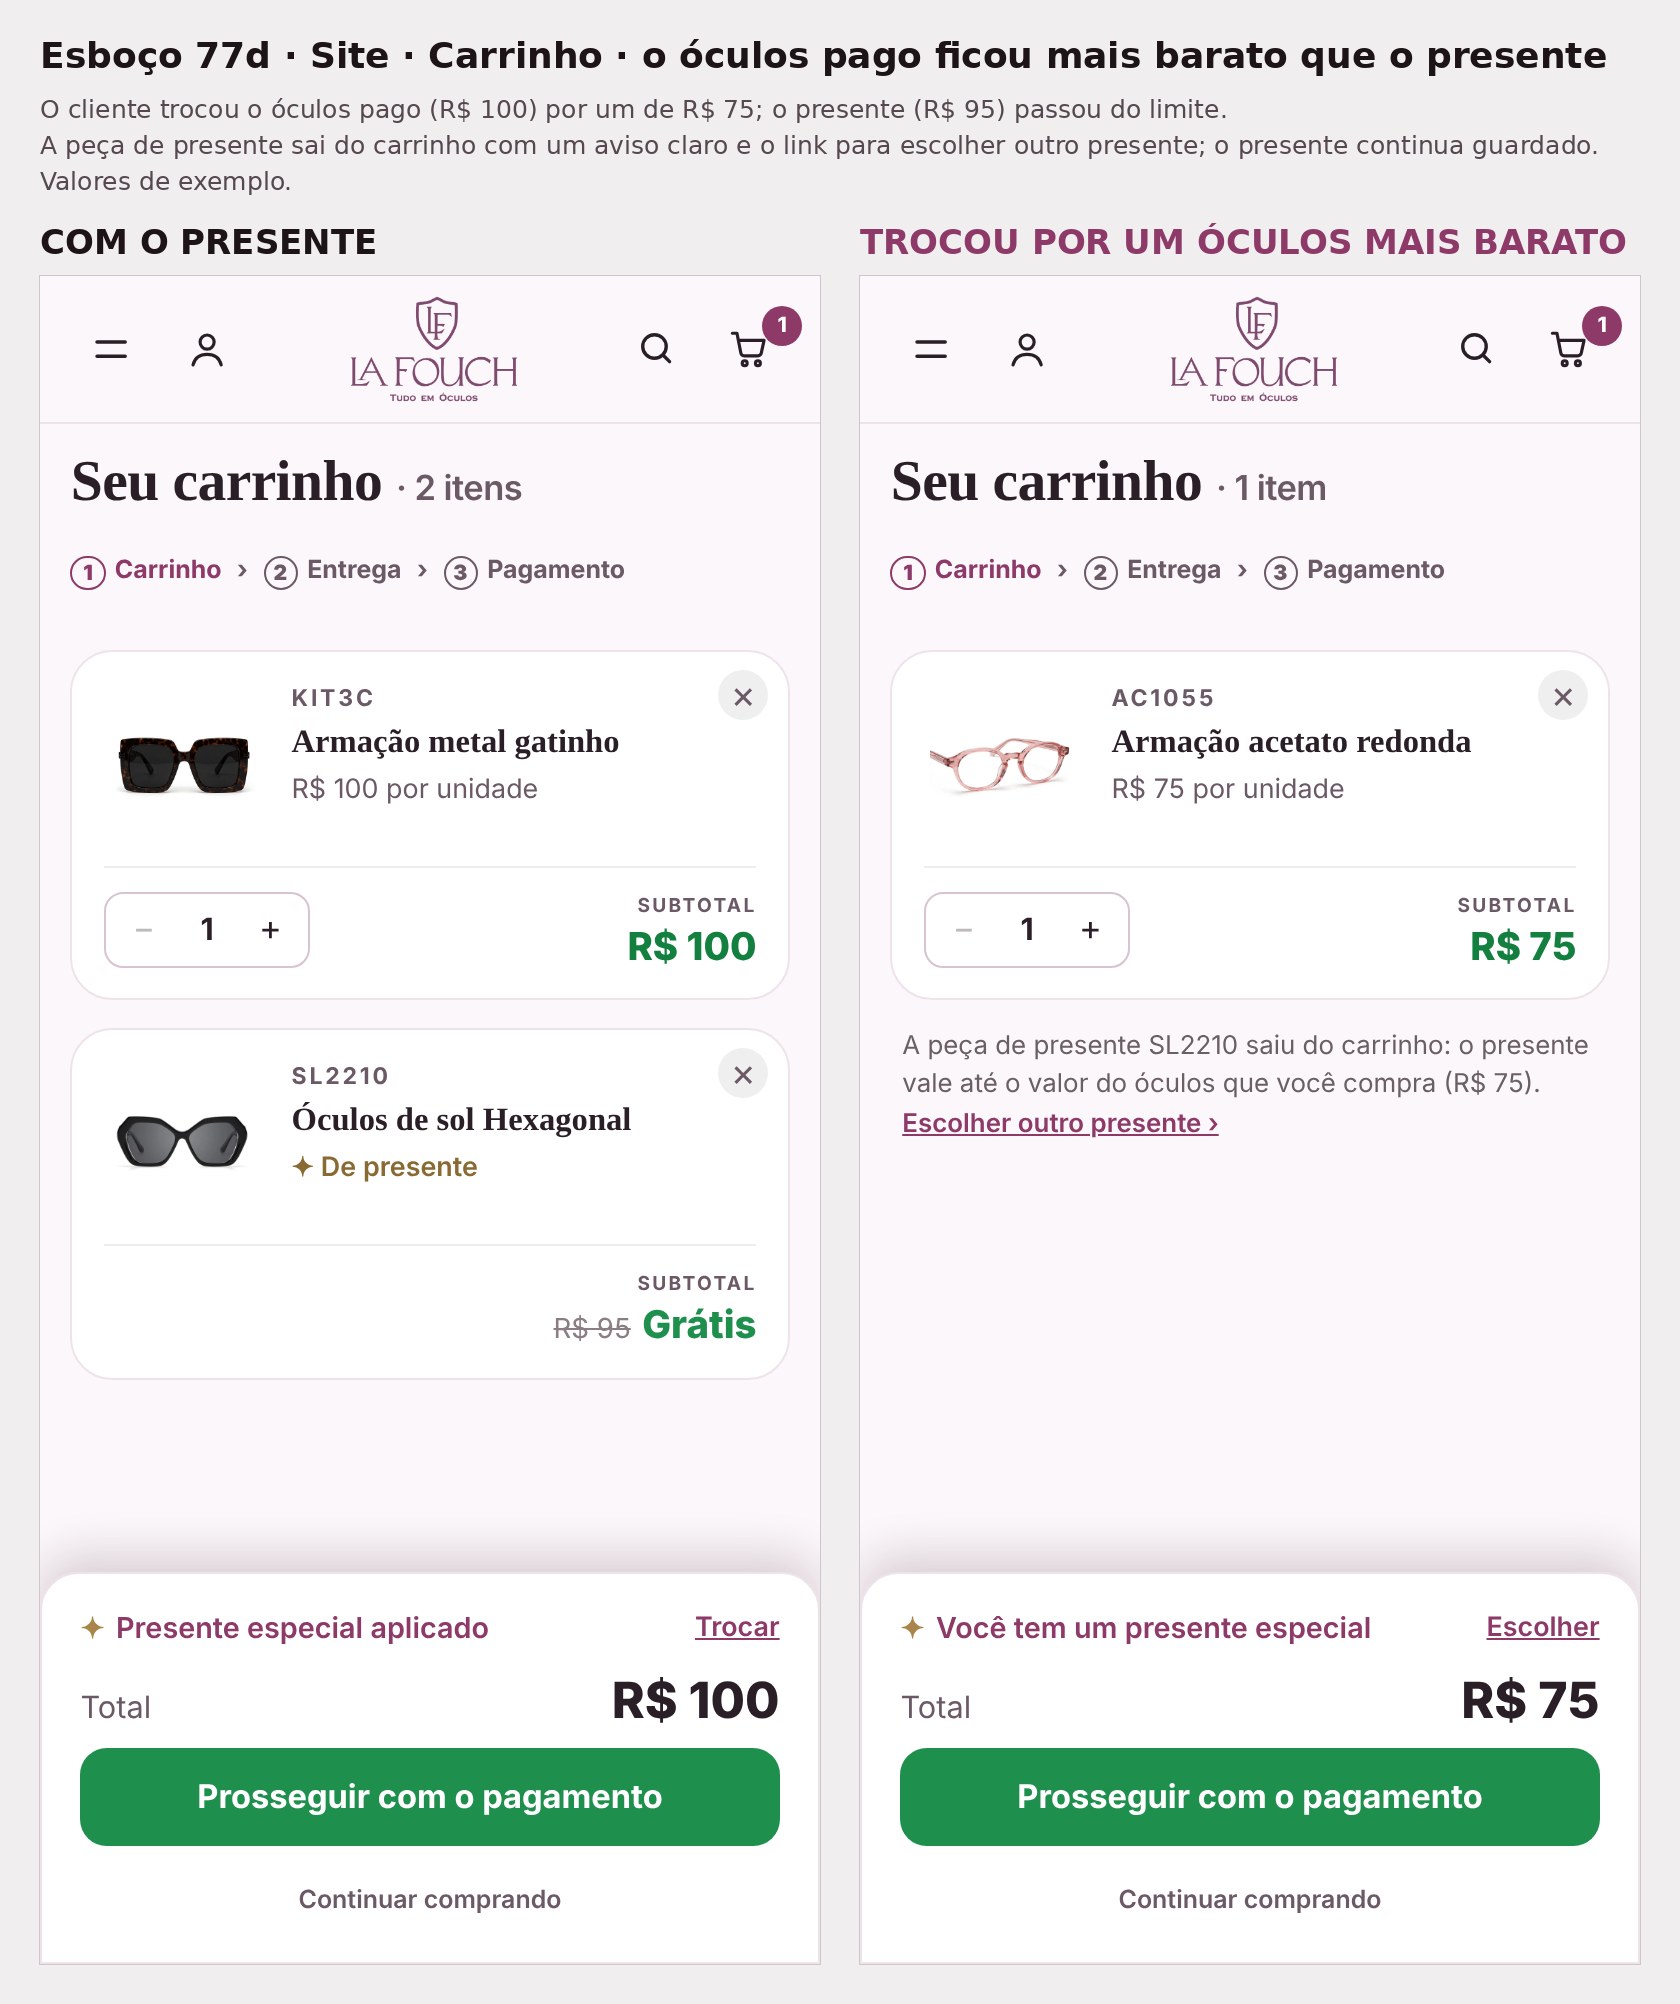 Esboço 77d · Site · Carrinho · o óculos pago ficou mais barato que o presente
O cliente trocou o óculos pago (R$ 100) por um de R$ 75; o presente (R$ 95) passou do limite.
A peça de presente sai do carrinho com um aviso claro e o link para escolher outro presente; o presente continua guardado.
Valores de exemplo.
COM O PRESENTE
LF
LA FOUCH
TUDO EM ÓCULOS
1
Seu carrinho · 2 itens
1 Carrinho › 2 Entrega › 3 Pagamento
KIT3C
×
Armação metal gatinho
R$ 100 por unidade
SUBTOTAL
− 1 +
R$ 100
SL2210
×
Óculos de sol Hexagonal
✦ De presente
SUBTOTAL
R$ 95 Grátis
✦ Presente especial aplicado Trocar
Total R$ 100
Prosseguir com o pagamento
Continuar comprando
TROCOU POR UM ÓCULOS MAIS BARATO
LF
LA FOUCH
TUDO EM ÓCULOS
1
Seu carrinho · 1 item
1 Carrinho › 2 Entrega › 3 Pagamento
AC1055
×
Armação acetato redonda
R$ 75 por unidade
SUBTOTAL
− 1 +
R$ 75
A peça de presente SL2210 saiu do carrinho: o presente
vale até o valor do óculos que você compra (R$ 75).
Escolher outro presente ›
✦ Você tem um presente especial Escolher
Total R$ 75
Prosseguir com o pagamento
Continuar comprando